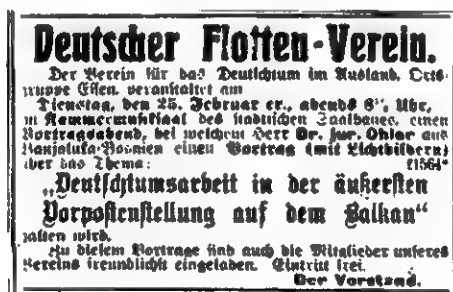 Deutscher Flotten-Verein.
Der Verein für das Deutschtum im Ausland, Orts-
gruppe Essen, veranstaltet am
Dienstag, den 25. Februar cr., abends 8½ Uhr,
im Kammermusiksaal des städtischen Saalbaues, einen
Vortragsabend, bei welchem Herr Dr. jur. Ohler aus
Banjaluka-Bosnien einen Vortrag (mit Lichtbildern)
über das Thema: 1564*
„Deutschtumsarbeit in der äußersten
Vorpostenstellung auf dem Balkan“
halten wird.
Zu diesem Vortrage sind auch die Mitglieder unseres
Vereins freundlichst eingeladen. Eintritt frei.
Der Vorstand.